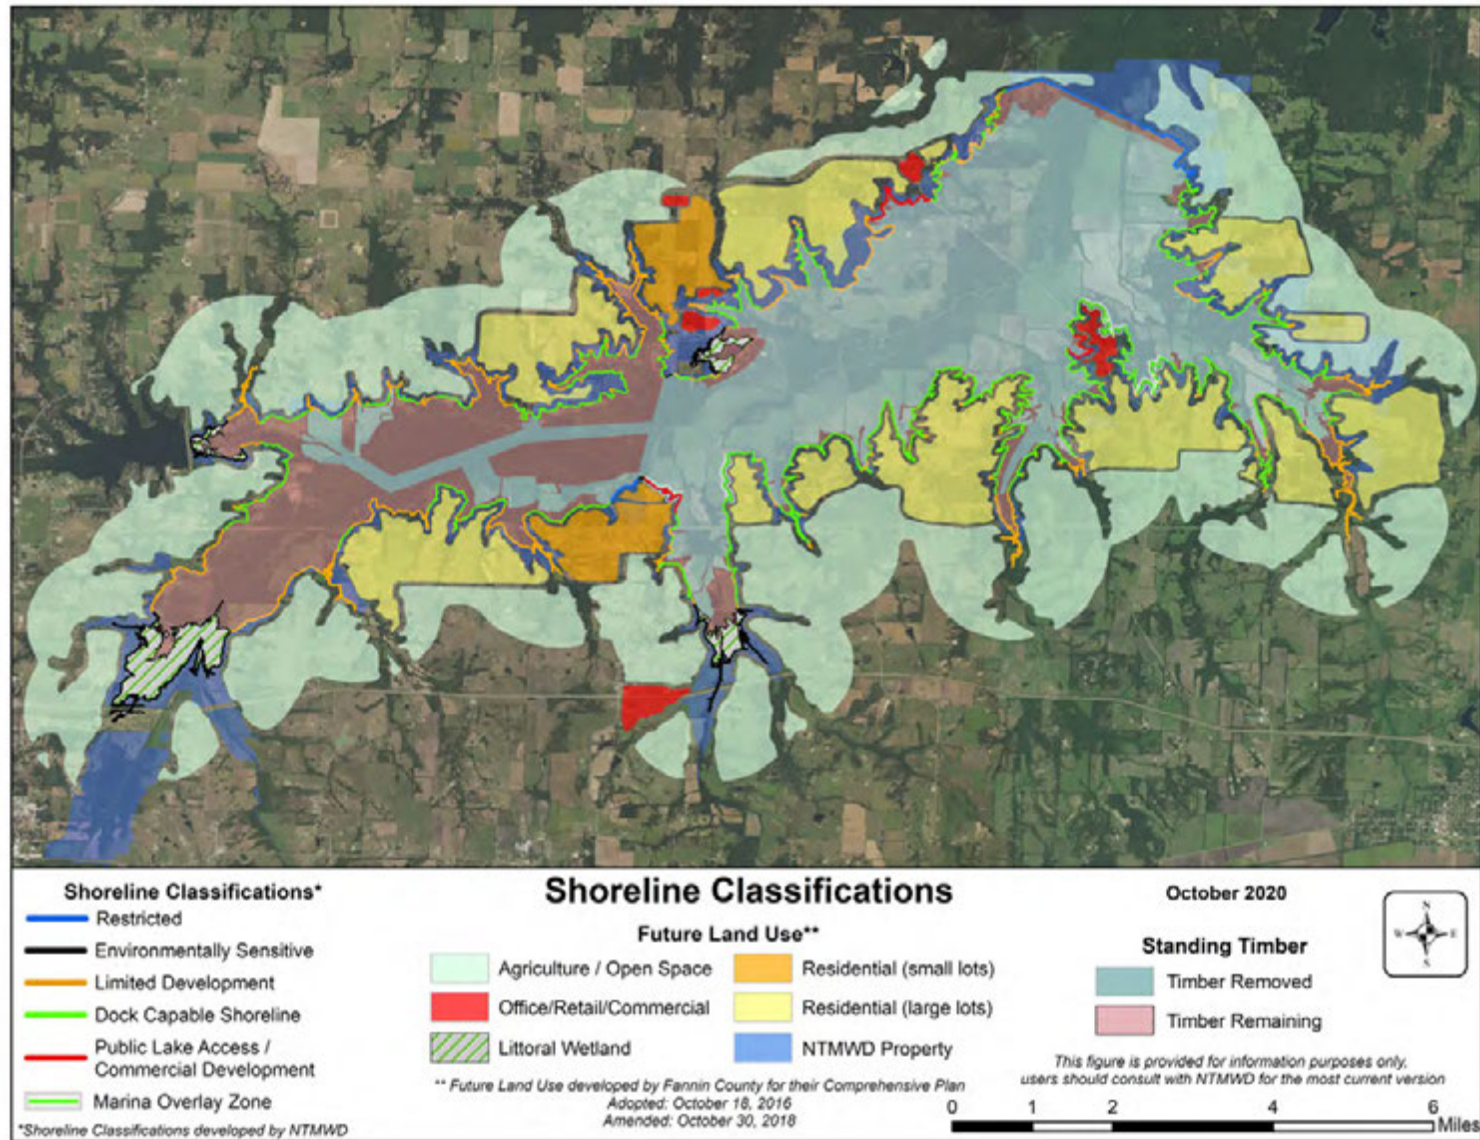 Shoreline Classifications*
Restricted
Environmentally Sensitive
Limited Development
Dock Capable Shoreline
Public Lake Access /
Commercial Development
Marina Overlay Zone
*Shoreline Classifications developed by NTMWD
Shoreline Classifications
Future Land Use**
Agriculture / Open Space
Office/Retail/Commercial
Littoral Wetland
Residential (small lots)
Residential (large lots)
NTMWD Property
** Future Land Use developed by Fannin County for their Comprehensive Plan
Adopted: October 18, 2016
Amended: October 30, 2018
October 2020
N
W E
S
Standing Timber
Timber Removed
Timber Remaining
This figure is provided for information purposes only,
users should consult with NTMWD for the most current version
0 1 2 4 6
Miles